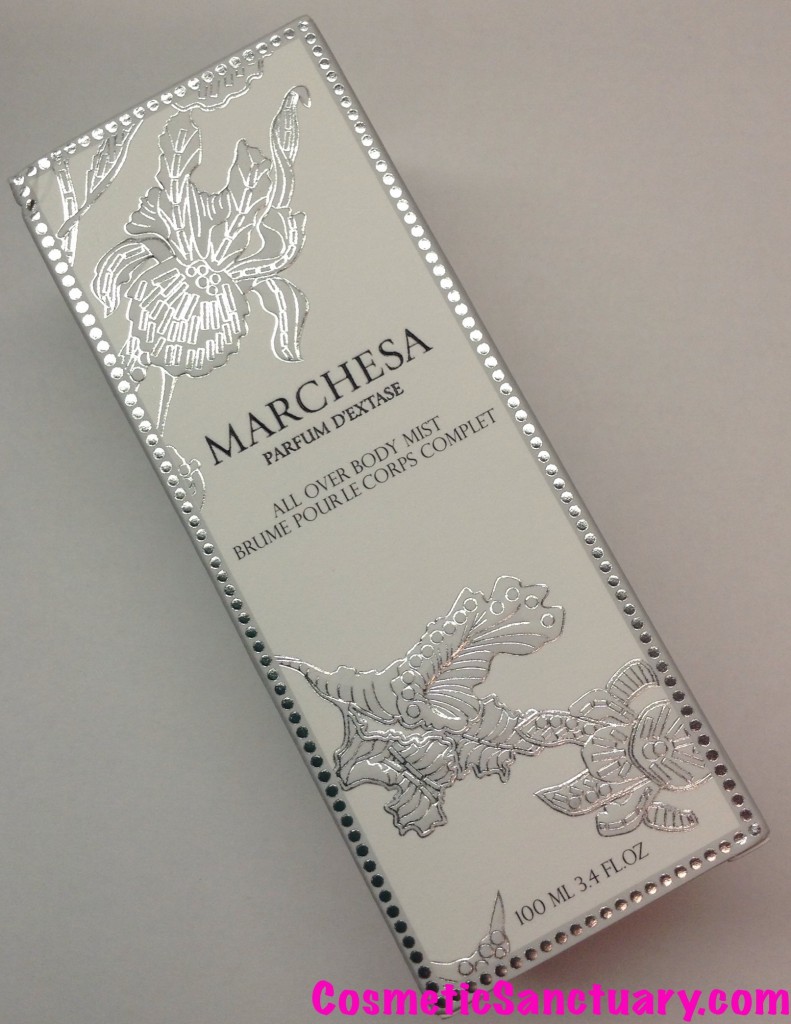 MARCHESA
PARFUM D'EXTASE
ALL OVER BODY MIST
BRUME POUR LE CORPS COMPLET
100 ML 3.4 FL.OZ
CosmeticSanctuary.com